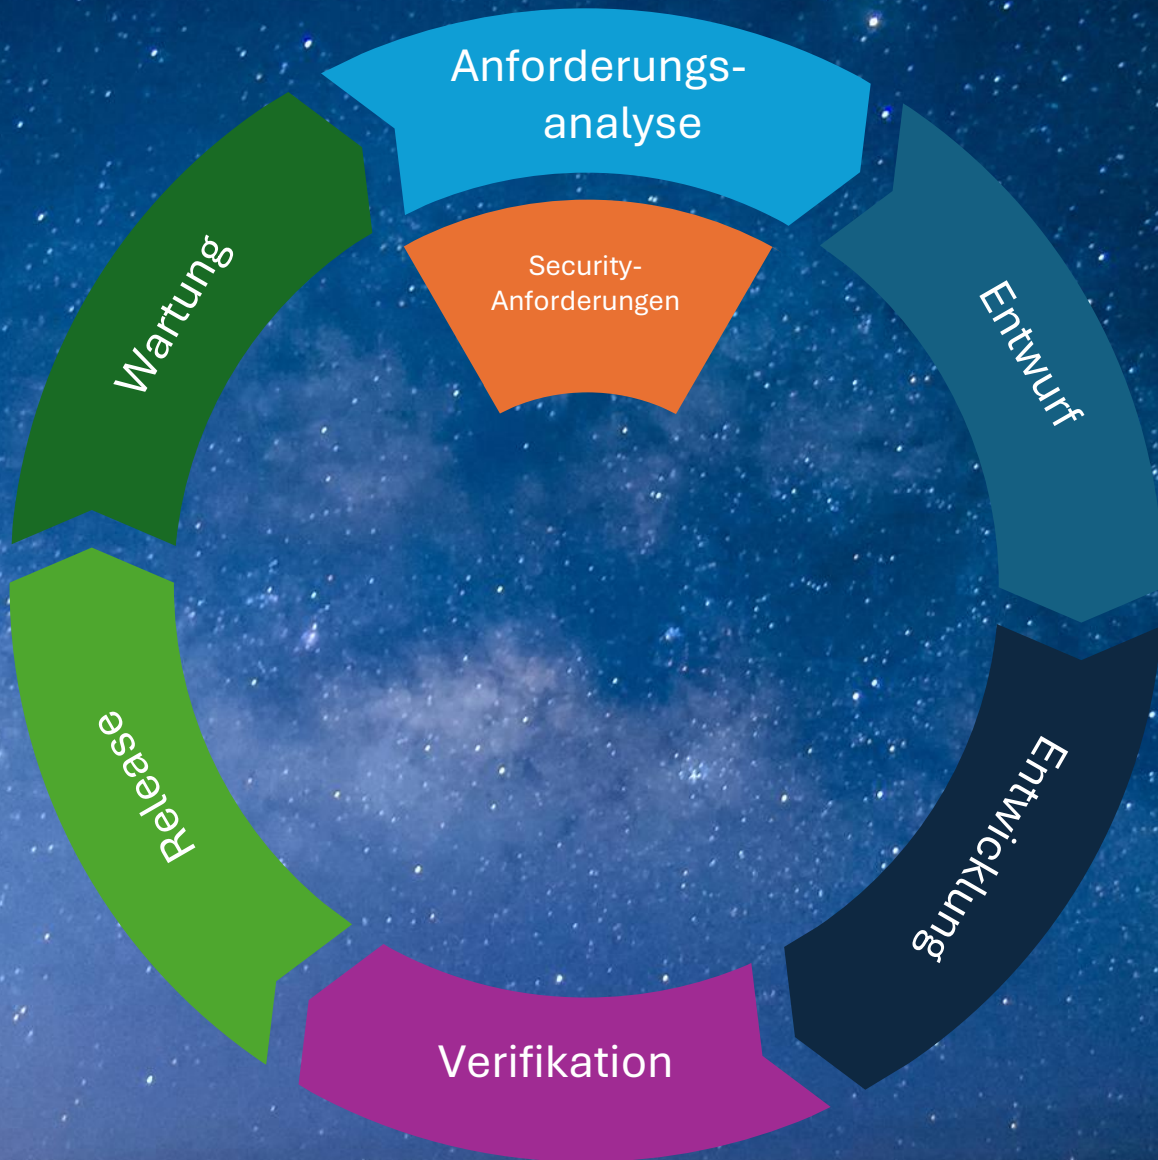 Anforderungs-
analyse
Security-
Anforderungen
Entwurf
Entwicklung
Verifikation
Release
Wartung